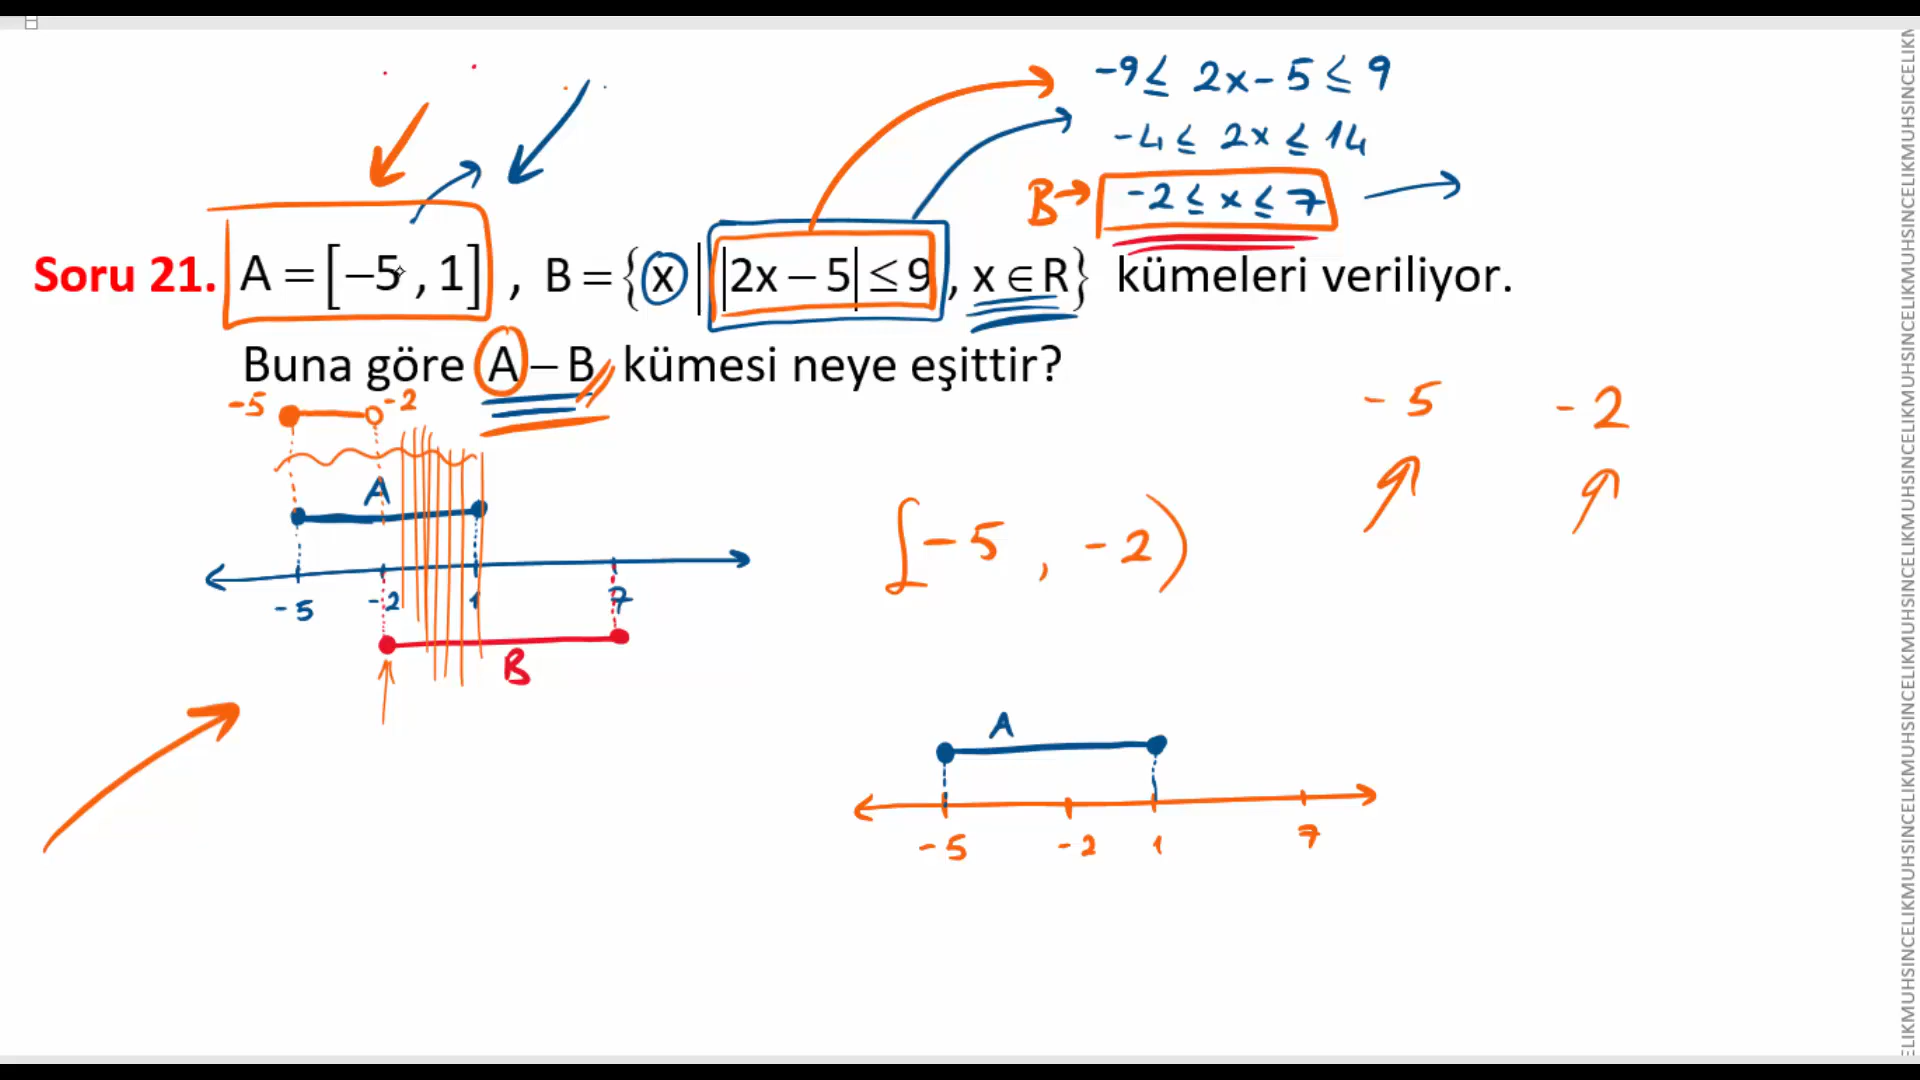 -9 ≤ 2x - 5 ≤ 9
-4 ≤ 2x ≤ 14
B → -2 ≤ x ≤ 7
Soru 21. A = [−5 , 1] , B = {x | |2x − 5| ≤ 9 , x ∈ R} kümeleri veriliyor.
Buna göre A − B kümesi neye eşittir?
-5 -2
-5 -2
A
[-5 , -2)
-5 -2 1 7
B
A
-5 -2 1 7
LIKMUHSINCELIKMUHSINCELIKMUHSINCELIKMUHSINCELIKMUHSINCELIKMUHSINCELIK